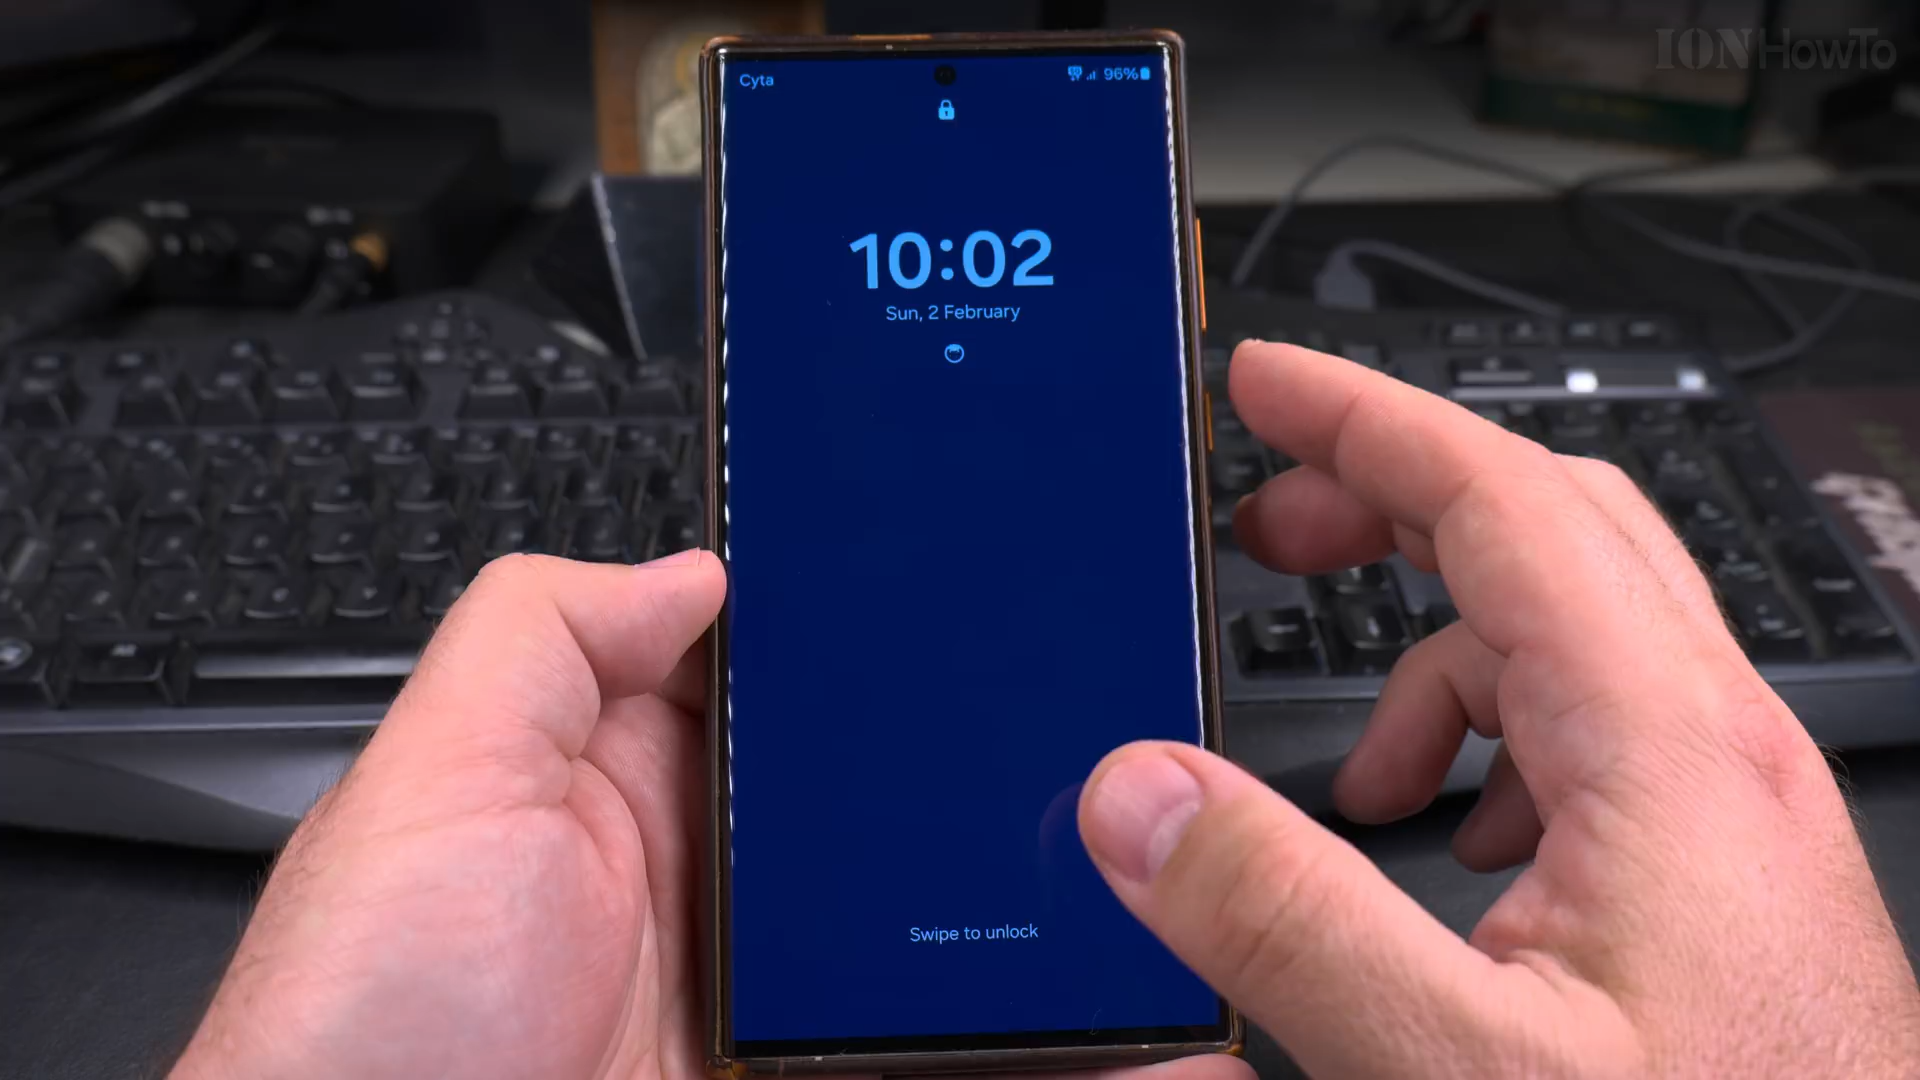 IONHowTo
Cyta
96%
10:02
Sun, 2 February
Swipe to unlock